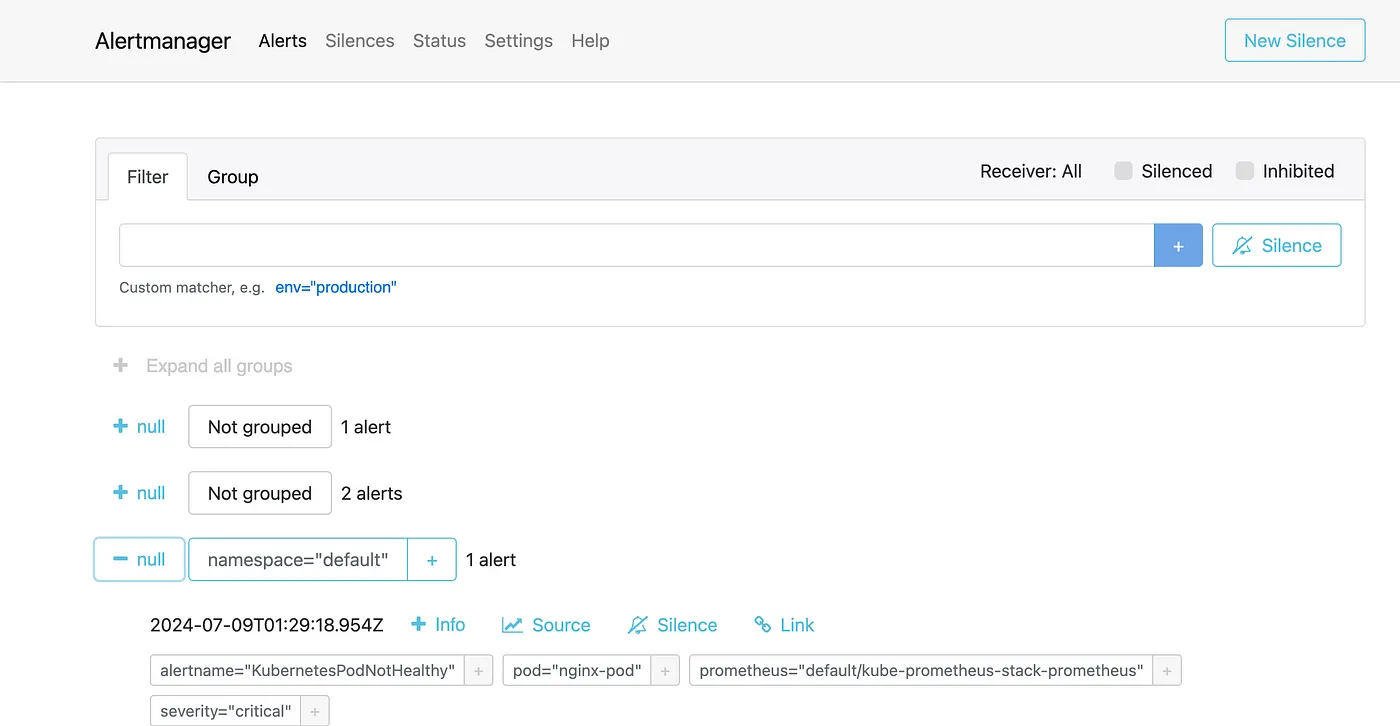 Alertmanager Alerts Silences Status Settings Help New Silence
Filter Group Receiver: All Silenced Inhibited
+ Silence
Custom matcher, e.g. env="production"
+ Expand all groups
+ null Not grouped 1 alert
+ null Not grouped 2 alerts
− null namespace="default" + 1 alert
2024-07-09T01:29:18.954Z + Info Source Silence Link
alertname="KubernetesPodNotHealthy" + pod="nginx-pod" + prometheus="default/kube-prometheus-stack-prometheus" +
severity="critical" +